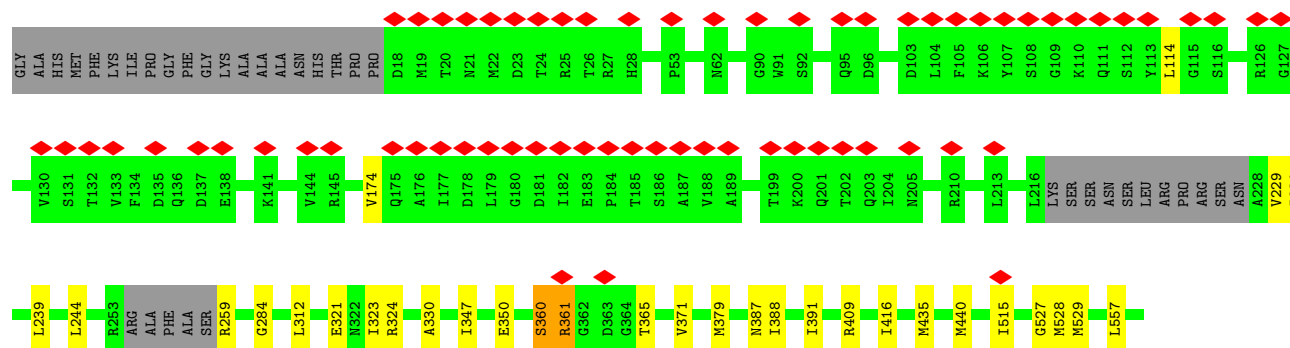 GLY ALA HIS MET PHE LYS ILE PRO GLY PHE GLY LYS ALA ALA ALA ASN HIS THR PRO PRO D18 M19 T20 N21 M22 D23 T24 R25 T26 R27 H28 P53 N62 G90 W91 S92 Q95 D96 D103 L104 F105 K106 Y107 S108 G109 K110 Q111 S112 Y113 L114 G115 S116 R126 G127
V130 S131 T132 V133 F134 D135 Q136 D137 E138 K141 V144 R145 V174 Q175 A176 I177 D178 L179 G180 D181 I182 E183 P184 T185 S186 A187 V188 A189 T199 K200 Q201 T202 Q203 I204 N205 R210 L213 L216 LYS SER SER ASN SER LEU ARG PRO ARG SER ASN A228 V229
L239 L244 R253 ARG ALA PHE ALA SER R259 G284 L312 E321 N322 I323 R324 A330 I347 E350 S360 R361 G362 D363 G364 T365 V371 M379 N387 I388 I391 R409 I416 M435 M440 I515 G527 M528 M529 L557